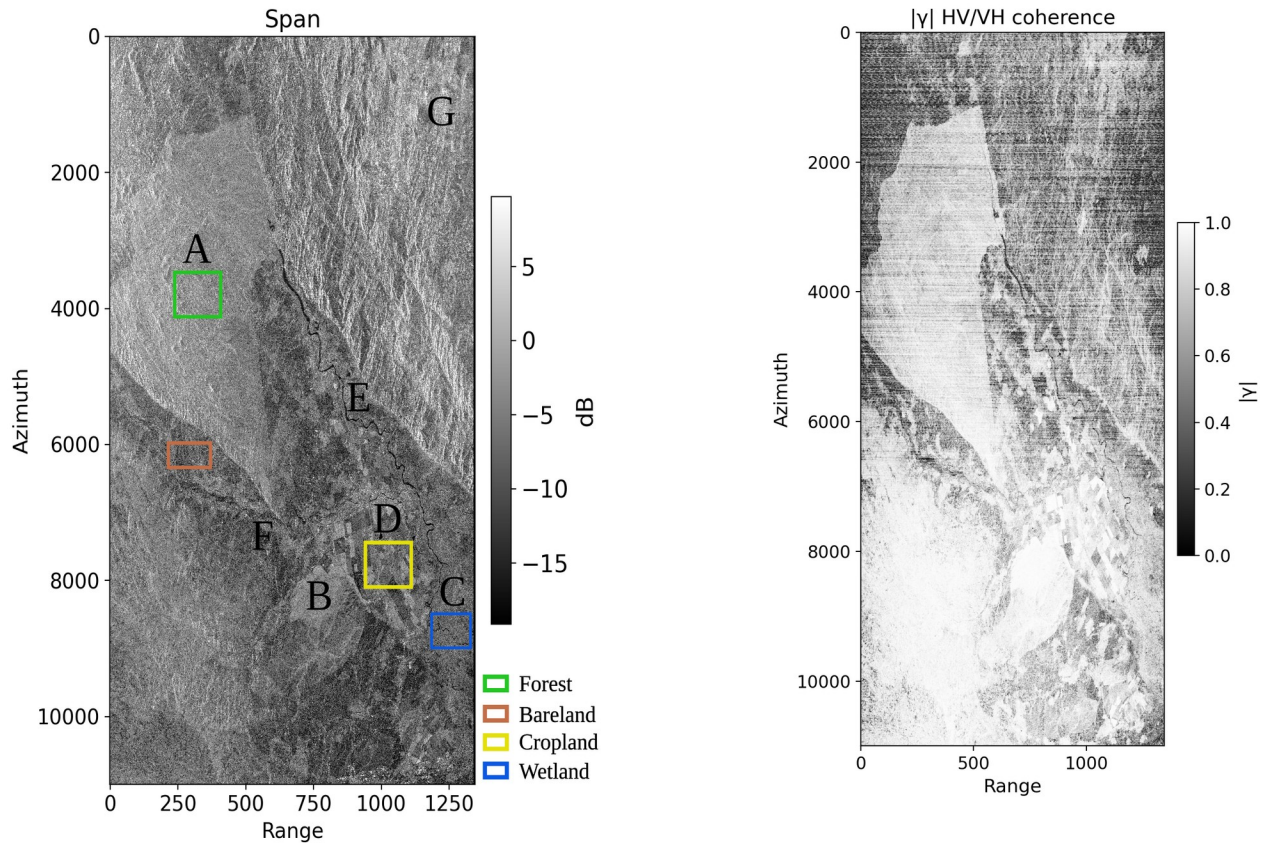 Span
0
2000
4000
6000
8000
10000
Azimuth
0 250 500 750 1000 1250
Range
A
B
C
D
E
F
G
5
0
−5
−10
−15
dB
Forest
Bareland
Cropland
Wetland
|γ| HV/VH coherence
0
2000
4000
6000
8000
10000
Azimuth
0 500 1000
Range
1.0
0.8
0.6
0.4
0.2
0.0
|γ|